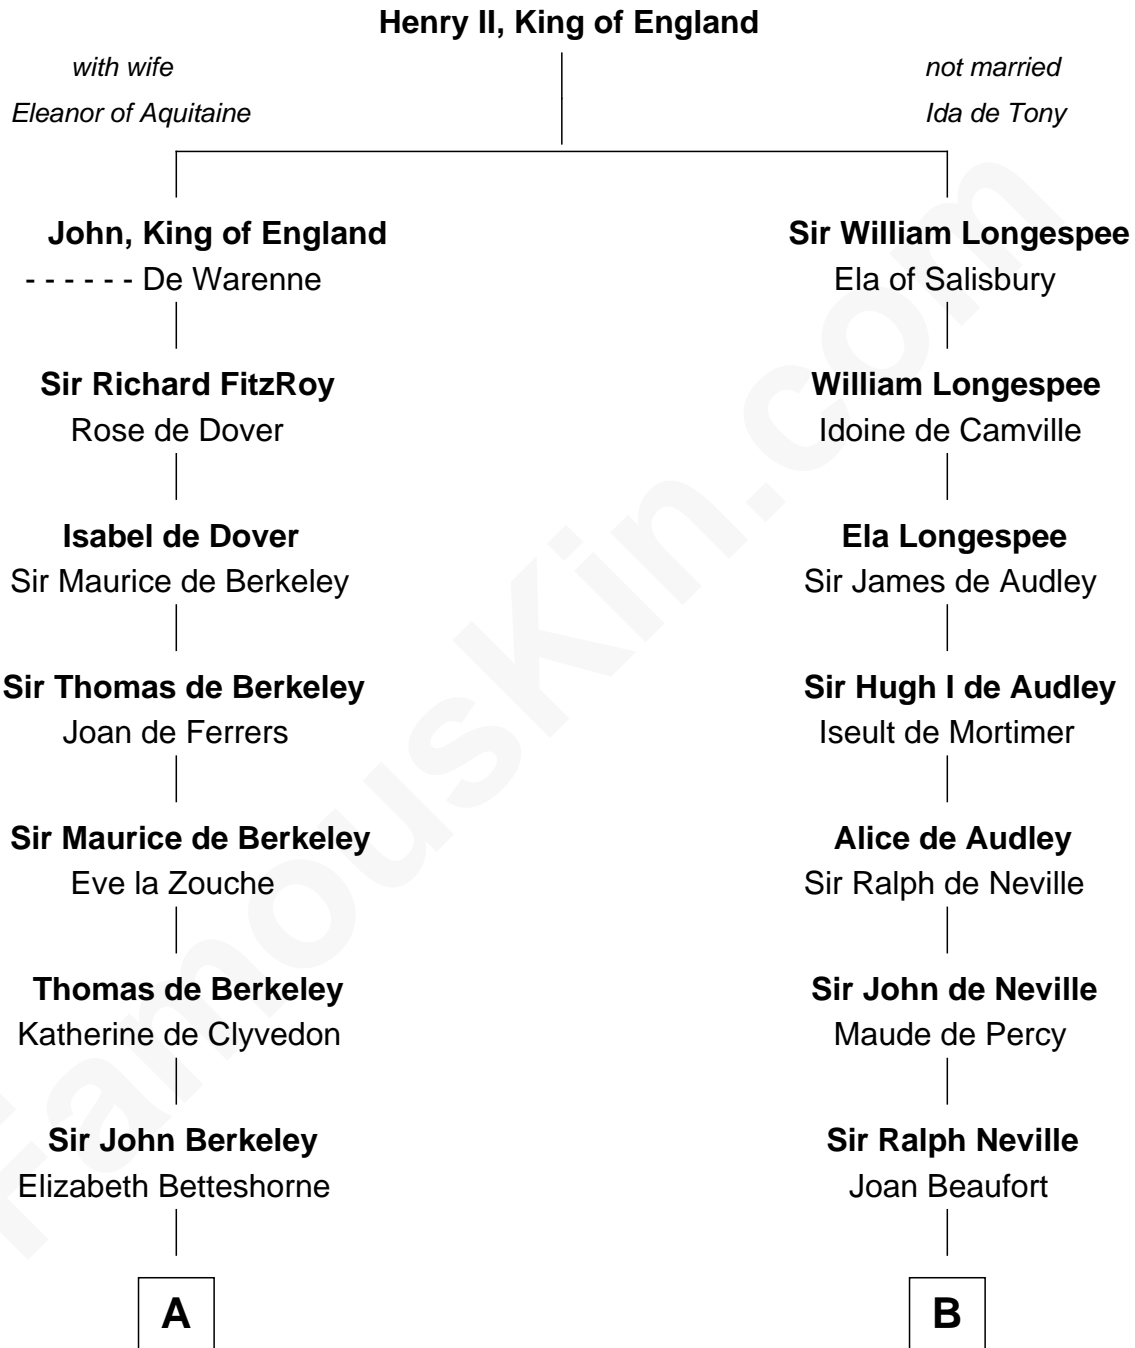 Henry II, King of England
with wife
Eleanor of Aquitaine
not married
Ida de Tony
John, King of England
- - - - - - De Warenne
Sir William Longespee
Ela of Salisbury
Sir Richard FitzRoy
Rose de Dover
William Longespee
Idoine de Camville
Isabel de Dover
Sir Maurice de Berkeley
Ela Longespee
Sir James de Audley
Sir Thomas de Berkeley
Joan de Ferrers
Sir Hugh I de Audley
Iseult de Mortimer
Sir Maurice de Berkeley
Eve la Zouche
Alice de Audley
Sir Ralph de Neville
Thomas de Berkeley
Katherine de Clyvedon
Sir John de Neville
Maude de Percy
Sir John Berkeley
Elizabeth Betteshorne
Sir Ralph Neville
Joan Beaufort
A
B
FamousKin.com